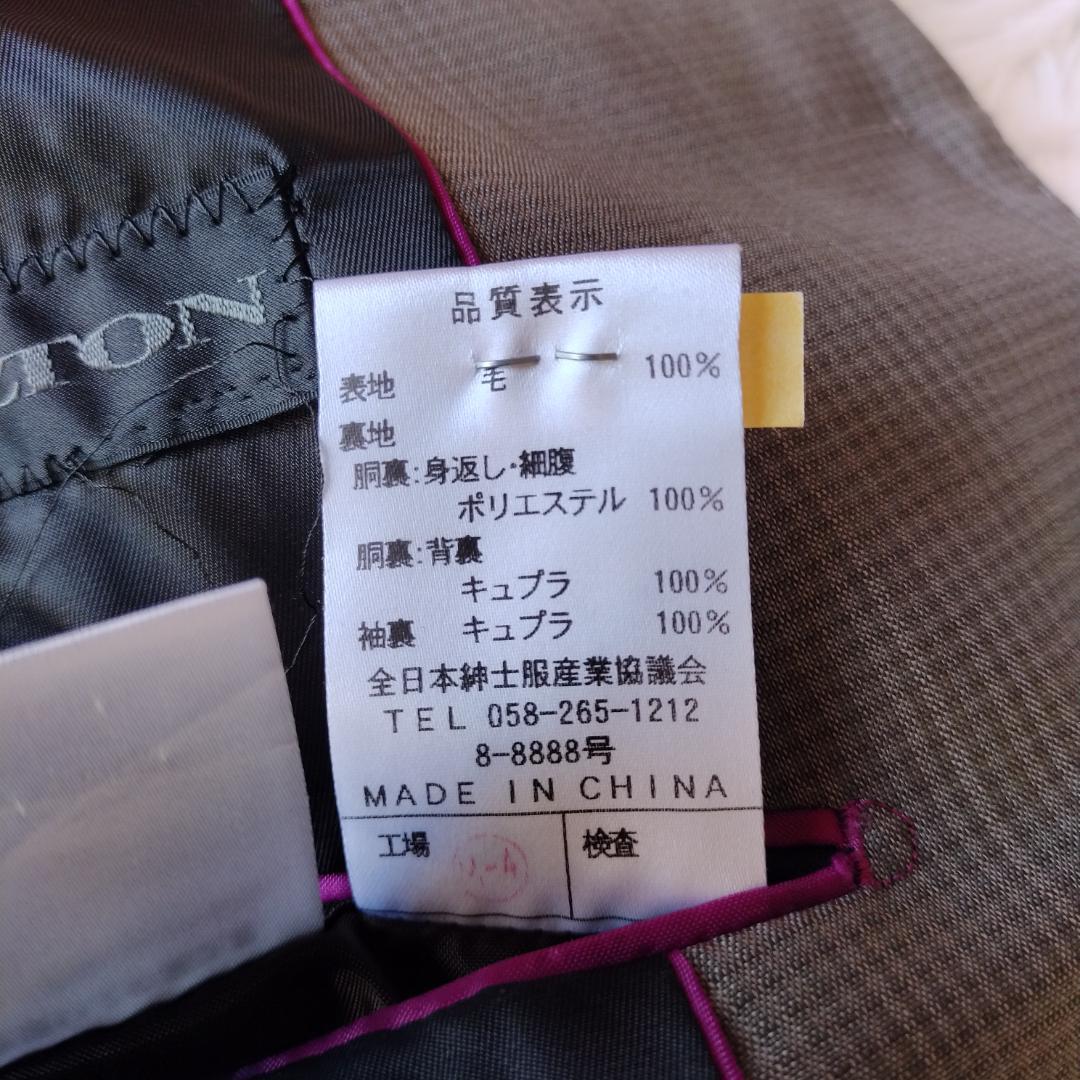 LTON
品質表示
表地 毛 100%
裏地
胴裏:身返し・細腹
ポリエステル 100%
胴裏:背裏
キュプラ 100%
袖裏 キュプラ 100%
全日本紳士服産業協議会
TEL 058-265-1212
8-8888号
MADE IN CHINA
工場 検査